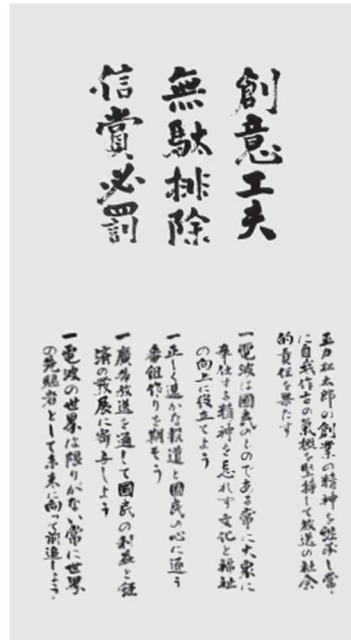 創意工夫
無駄排除
信賞必罰
正力松太郎の創業の精神を継承し常
に自我作古の氣概を堅持して放送の社会
的責任を果たす
一電波は國民のものである常に大衆に
奉仕する精神を忘れず文化と福祉
の向上に役立てよう
一正しく速かな報道と國民の心に適う
番組作りを期そう
一廣告放送を通じて國民の利益と経
済の発展に寄与しよう
一電波の世界は限りがない常に世界
の先駆者として未来に向って前進しよう